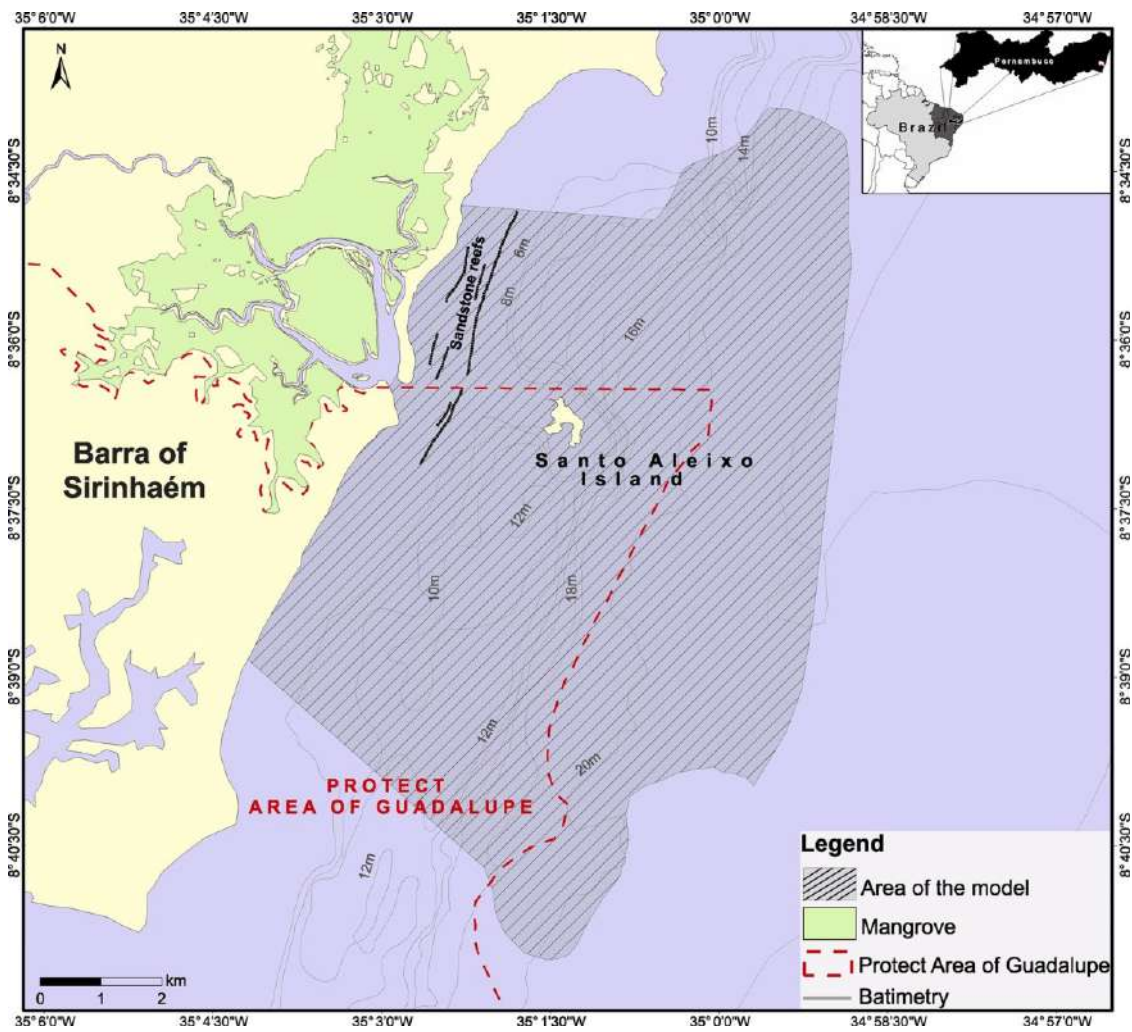 35°6'0"W 35°4'30"W 35°3'0"W 35°1'30"W 35°0'0"W 34°58'30"W 34°57'0"W
N
Pernambuco
Brazil
10m
14m
8°34'30"S 8°34'30"S
Sandstone reefs
6m
8m
16m
8°36'0"S 8°36'0"S
Barra of
Sirinhaém
Santo Aleixo
Island
8°37'30"S 8°37'30"S
12m
10m
18m
8°39'0"S 8°39'0"S
12m
20m
PROTECT
AREA OF GUADALUPE
8°40'30"S 8°40'30"S
12m
Legend
Area of the model
Mangrove
Protect Area of Guadalupe
Batimetry
km
0 1 2
35°6'0"W 35°4'30"W 35°3'0"W 35°1'30"W 35°0'0"W 34°58'30"W 34°57'0"W